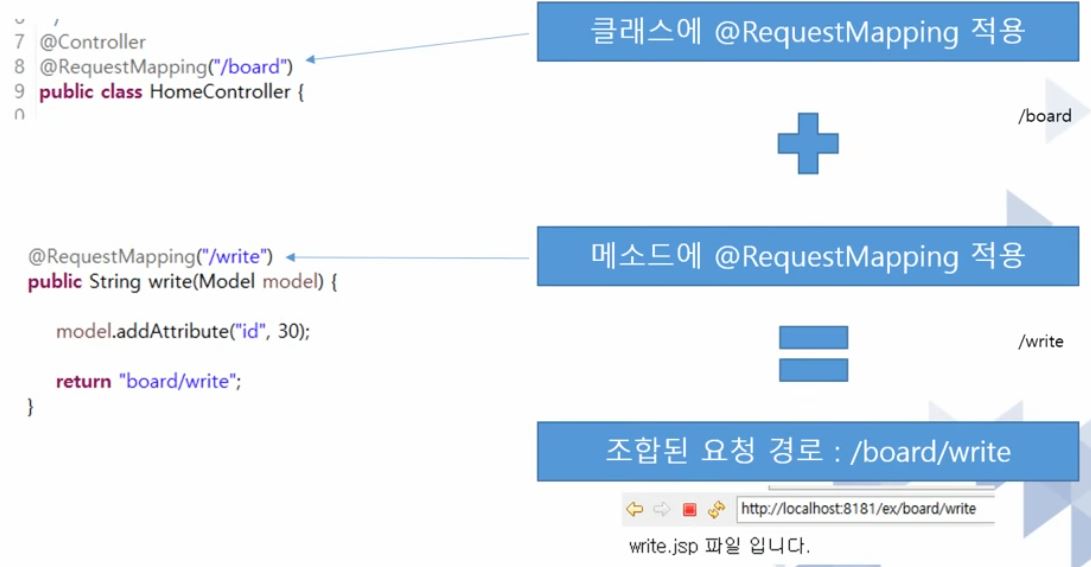 7 @Controller
8 @RequestMapping("/board")
9 public class HomeController {
클래스에 @RequestMapping 적용
/board
@RequestMapping("/write")
public String write(Model model) {
model.addAttribute("id", 30);
return "board/write";
}
메소드에 @RequestMapping 적용
/write
조합된 요청 경로 : /board/write
http://localhost:8181/ex/board/write
write.jsp 파일 입니다.